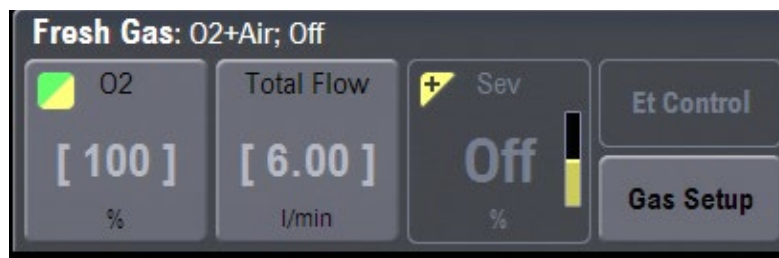 Fresh Gas: O2+Air; Off
O2
[ 100 ]
%
Total Flow
[ 6.00 ]
l/min
+ Sev
Off
%
Et Control
Gas Setup